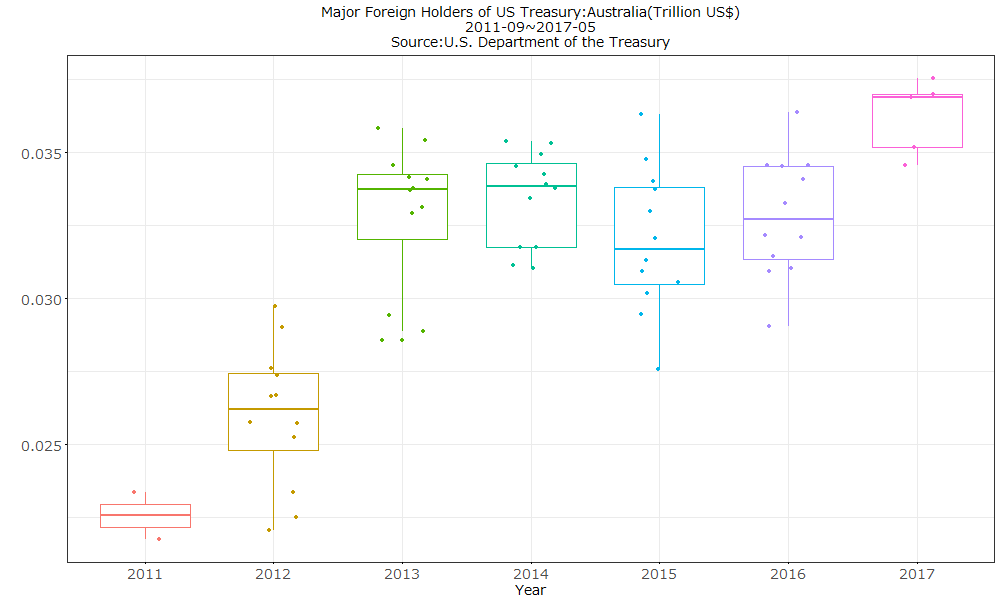 Major Foreign Holders of US Treasury:Australia(Trillion US$)
2011-09~2017-05
Source:U.S. Department of the Treasury
0.035
0.030
0.025
2011 2012 2013 2014 2015 2016 2017
Year